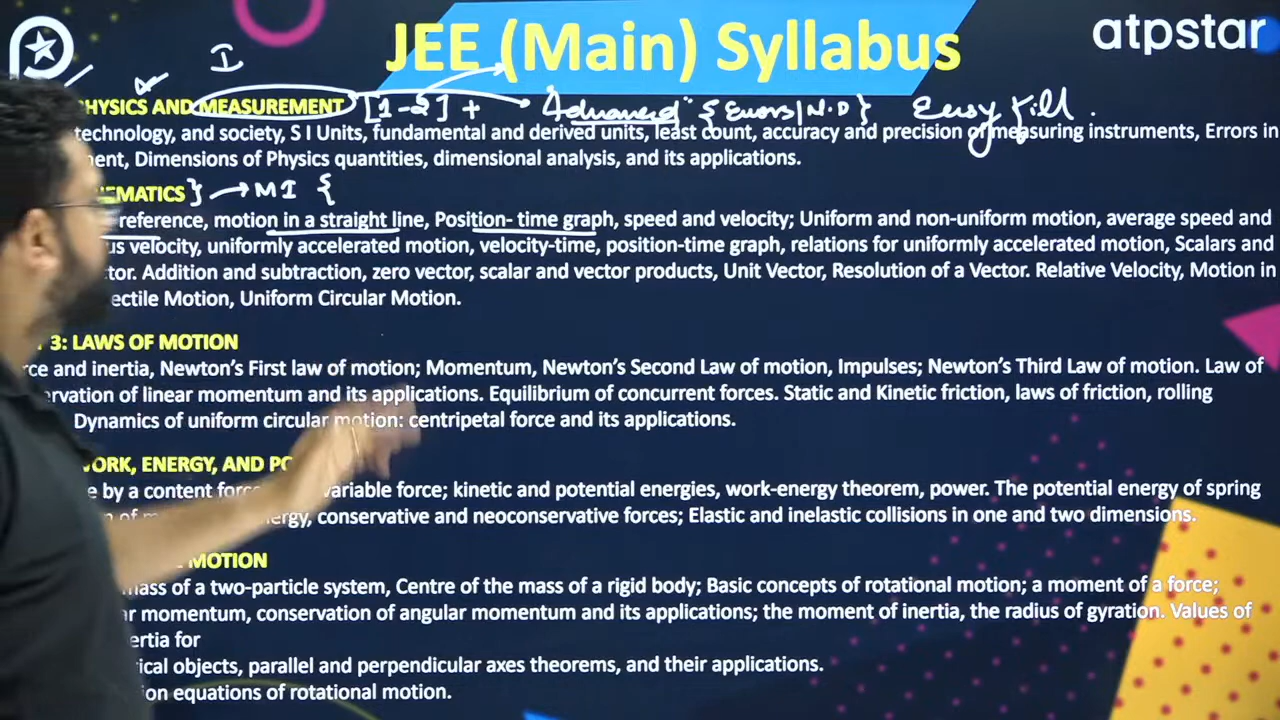 JEE (Main) Syllabus
atpstar
I
HYSICS AND MEASUREMENT [1-2] + Advanced {Errors|N.D} Easy
technology, and society, S I Units, fundamental and derived units, least count, accuracy and precision of measuring instruments, Errors in
ent, Dimensions of Physics quantities, dimensional analysis, and its applications.
EMATICS } → MI {
reference, motion in a straight line, Position- time graph, speed and velocity; Uniform and non-uniform motion, average speed and
us velocity, uniformly accelerated motion, velocity-time, position-time graph, relations for uniformly accelerated motion, Scalars and
tor. Addition and subtraction, zero vector, scalar and vector products, Unit Vector, Resolution of a Vector. Relative Velocity, Motion in
ectile Motion, Uniform Circular Motion.
3: LAWS OF MOTION
rce and inertia, Newton's First law of motion; Momentum, Newton's Second Law of motion, Impulses; Newton's Third Law of motion. Law of
ervation of linear momentum and its applications. Equilibrium of concurrent forces. Static and Kinetic friction, laws of friction, rolling
Dynamics of uniform circular motion: centripetal force and its applications.
WORK, ENERGY, AND PO
e by a content forc variable force; kinetic and potential energies, work-energy theorem, power. The potential energy of spring
ergy, conservative and neoconservative forces; Elastic and inelastic collisions in one and two dimensions.
MOTION
mass of a two-particle system, Centre of the mass of a rigid body; Basic concepts of rotational motion; a moment of a force;
ar momentum, conservation of angular momentum and its applications; the moment of inertia, the radius of gyration. Values of
ertia for
ical objects, parallel and perpendicular axes theorems, and their applications.
ion equations of rotational motion.